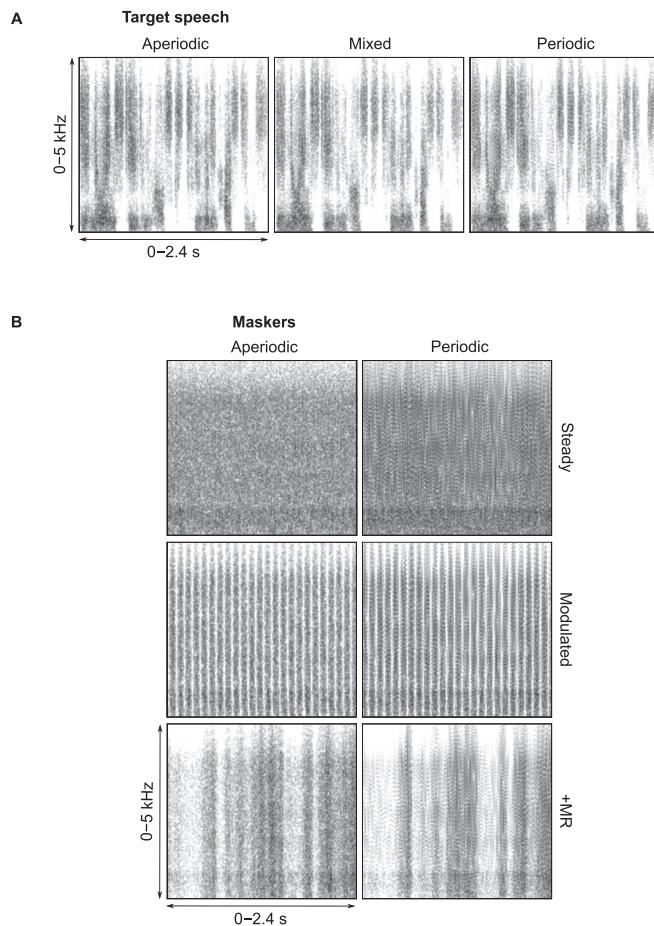 A
Target speech
Aperiodic Mixed Periodic
0–5 kHz
0–2.4 s
B
Maskers
Aperiodic Periodic
Steady
Modulated
+MR
0–5 kHz
0–2.4 s